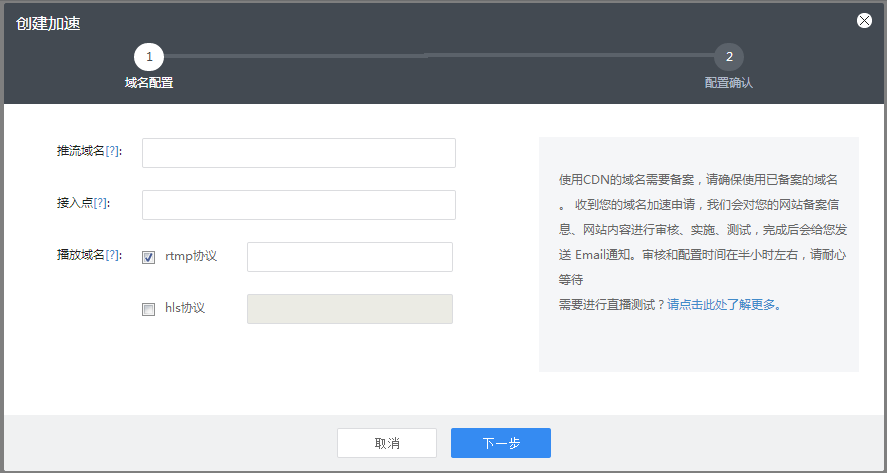 创建加速
1
2
域名配置
配置确认
推流域名[?]:
接入点[?]:
播放域名[?]:
rtmp协议
hls协议
使用CDN的域名需要备案，请确保使用已备案的域名
。 收到您的域名加速申请，我们会对您的网站备案信
息、网站内容进行审核、实施、测试，完成后会给您发
送 Email通知。审核和配置时间在半小时左右，请耐心
等待
需要进行直播测试？请点击此处了解更多。
取消
下一步